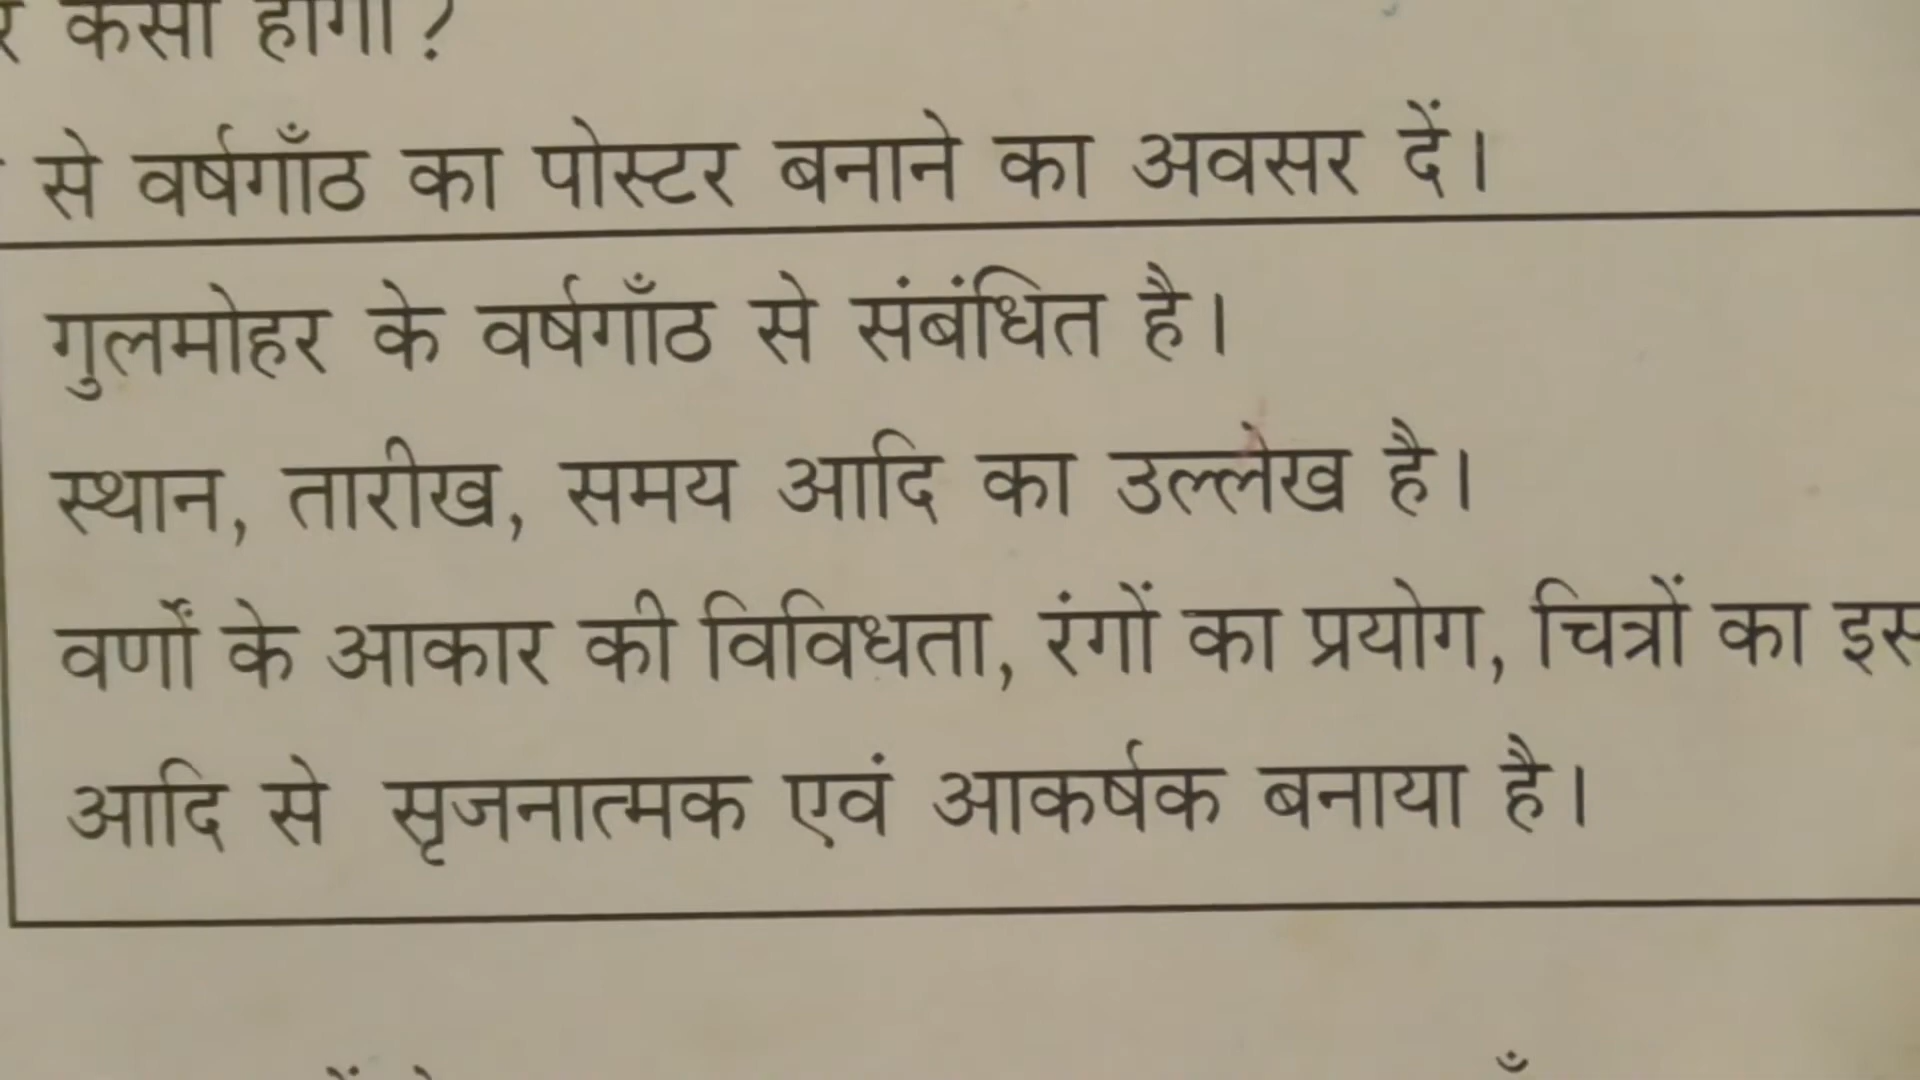 कैसा होगा?
से वर्षगाँठ का पोस्टर बनाने का अवसर दें।
गुलमोहर के वर्षगाँठ से संबंधित है।
स्थान, तारीख, समय आदि का उल्लेख है।
वर्णों के आकार की विविधता, रंगों का प्रयोग, चित्रों का
आदि से सृजनात्मक एवं आकर्षक बनाया है।